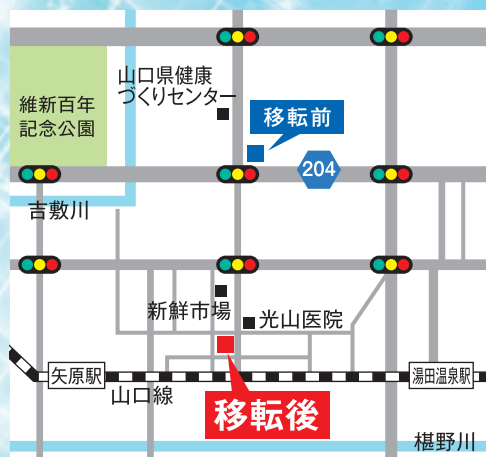 維新百年
記念公園
山口県健康
づくりセンター
移転前
204
吉敷川
新鮮市場
光山医院
矢原駅
湯田温泉駅
山口線
移転後
椹野川